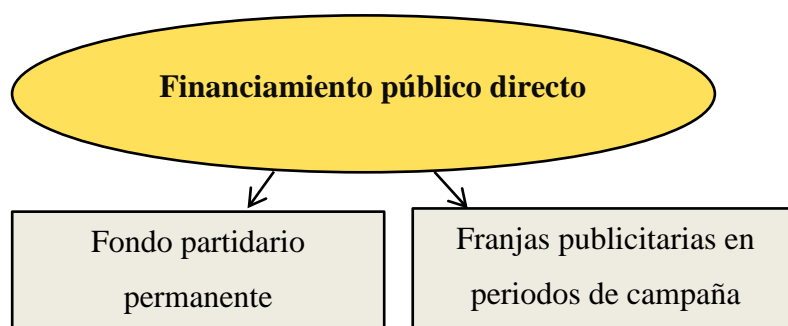 Financiamiento público directo
Fondo partidario
permanente
Franjas publicitarias en
periodos de campaña